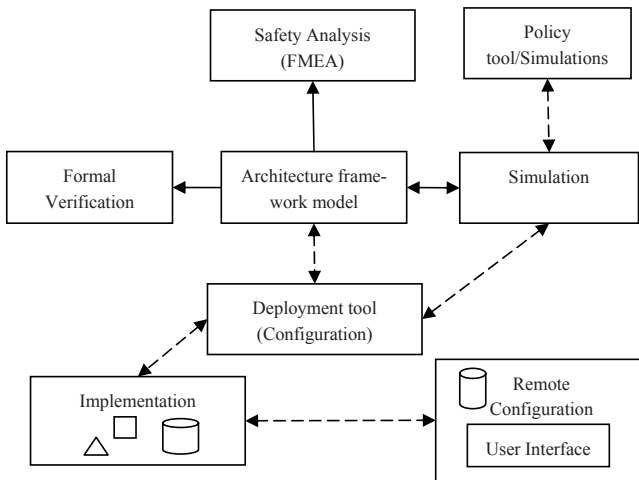 Safety Analysis
(FMEA)
Policy
tool/Simulations
Formal
Verification
Architecture frame-
work model
Simulation
Deployment tool
(Configuration)
Implementation
Remote
Configuration
User Interface